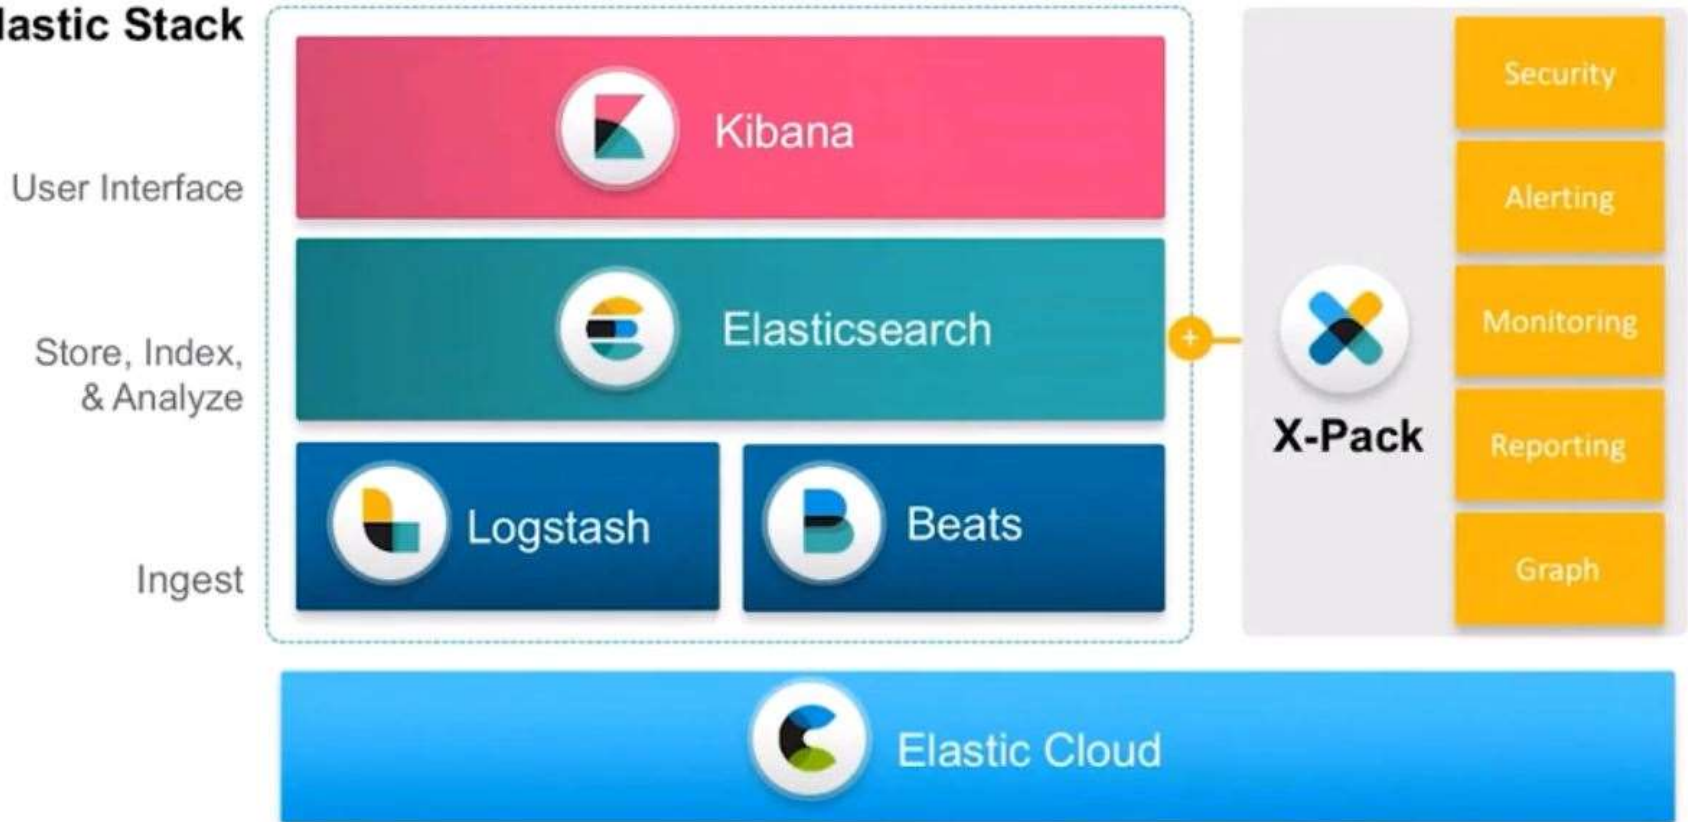 lastic Stack
Kibana
User Interface
Elasticsearch
Store, Index,
& Analyze
Logstash
Beats
Ingest
X-Pack
Security
Alerting
Monitoring
Reporting
Graph
Elastic Cloud